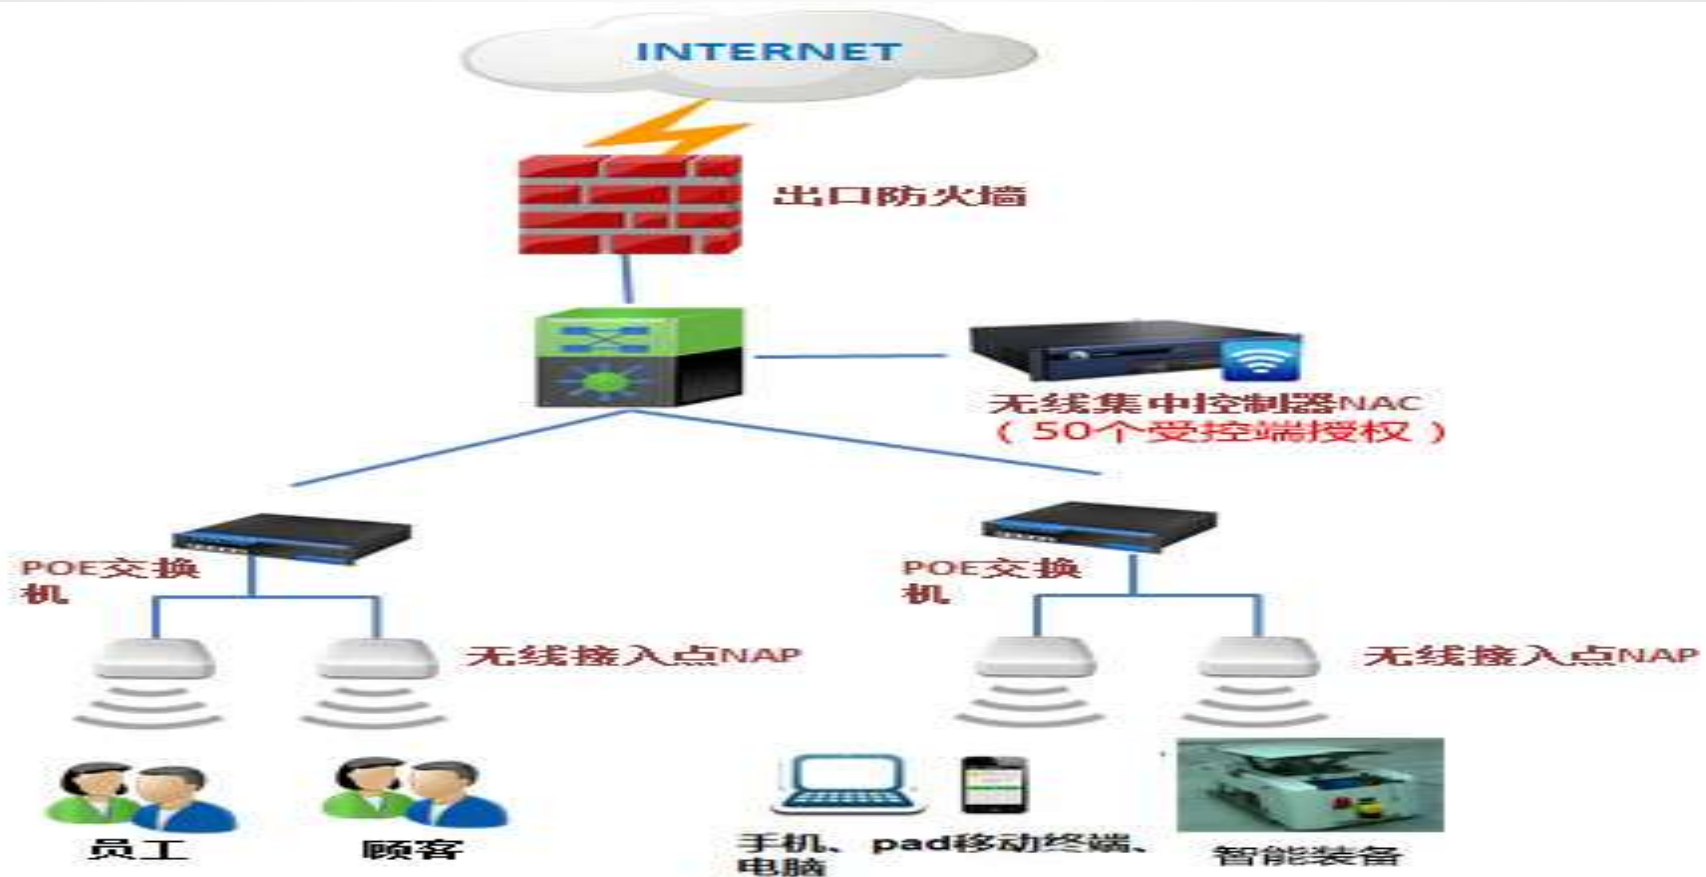 INTERNET
出口防火墙
无线集中控制器NAC
（50个受控端授权）
POE交换
机
POE交换
机
无线接入点NAP
无线接入点NAP
员工
顾客
手机、pad移动终端、
电脑
智能装备